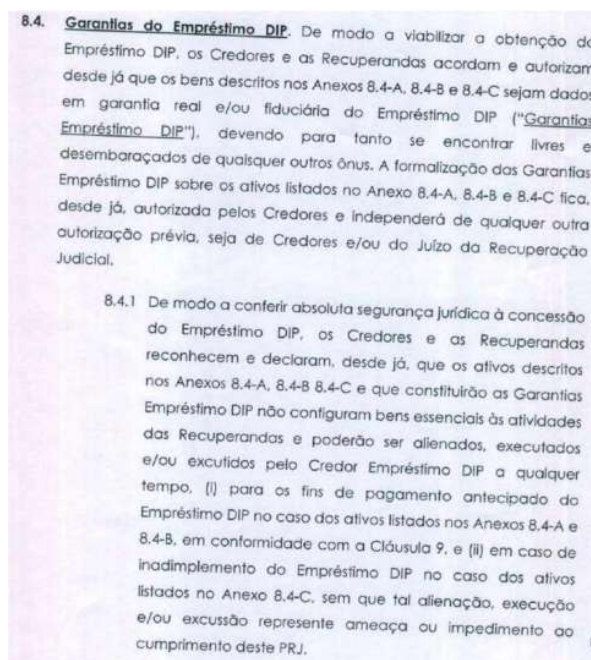 8.4. Garantias do Empréstimo DIP. De modo a viabilizar a obtenção do
Empréstimo DIP, os Credores e as Recuperandas acordam e autorizam
desde já que os bens descritos nos Anexos 8.4-A, 8.4-B e 8.4-C sejam dados
em garantia real e/ou fiduciária do Empréstimo DIP ("Garantias
Empréstimo DIP"), devendo para tanto se encontrar livres e
desembaraçados de quaisquer outros ônus. A formalização das Garantias
Empréstimo DIP sobre os ativos listados no Anexo 8.4-A, 8.4-B e 8.4-C fica,
desde já, autorizada pelos Credores e independerá de qualquer outra
autorização prévia, seja de Credores e/ou do Juízo da Recuperação
Judicial.
8.4.1 De modo a conferir absoluta segurança jurídica à concessão
do Empréstimo DIP, os Credores e as Recuperandas
reconhecem e declaram, desde já, que os ativos descritos
nos Anexos 8.4-A, 8.4-B 8.4-C e que constituirão as Garantias
Empréstimo DIP não configuram bens essenciais às atividades
das Recuperandas e poderão ser alienados, executados
e/ou excutidos pelo Credor Empréstimo DIP a qualquer
tempo, (i) para os fins de pagamento antecipado do
Empréstimo DIP no caso dos ativos listados nos Anexos 8.4-A e
8.4-B, em conformidade com a Cláusula 9, e (ii) em caso de
inadimplemento do Empréstimo DIP no caso dos ativos
listados no Anexo 8.4-C, sem que tal alienação, execução
e/ou excussão represente ameaça ou impedimento ao
cumprimento deste PRJ.